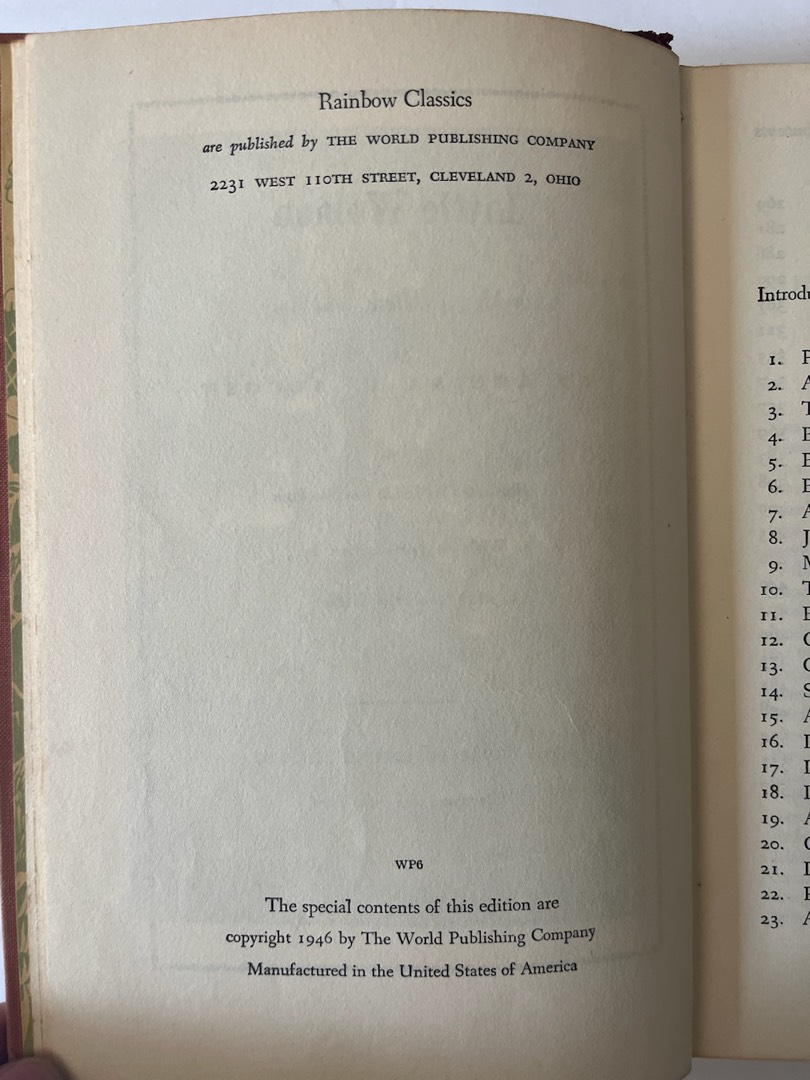 Rainbow Classics
are published by THE WORLD PUBLISHING COMPANY
2231 WEST 110TH STREET, CLEVELAND 2, OHIO
WP6
The special contents of this edition are
copyright 1946 by The World Publishing Company
Manufactured in the United States of America
1.
2. A
3. T
4.
5.
6.
7. A
8. J
9.
10. T
11.
12.
13.
14. S
15. A
16.
17.
18.
19. A
20.
21.
22.
23. A